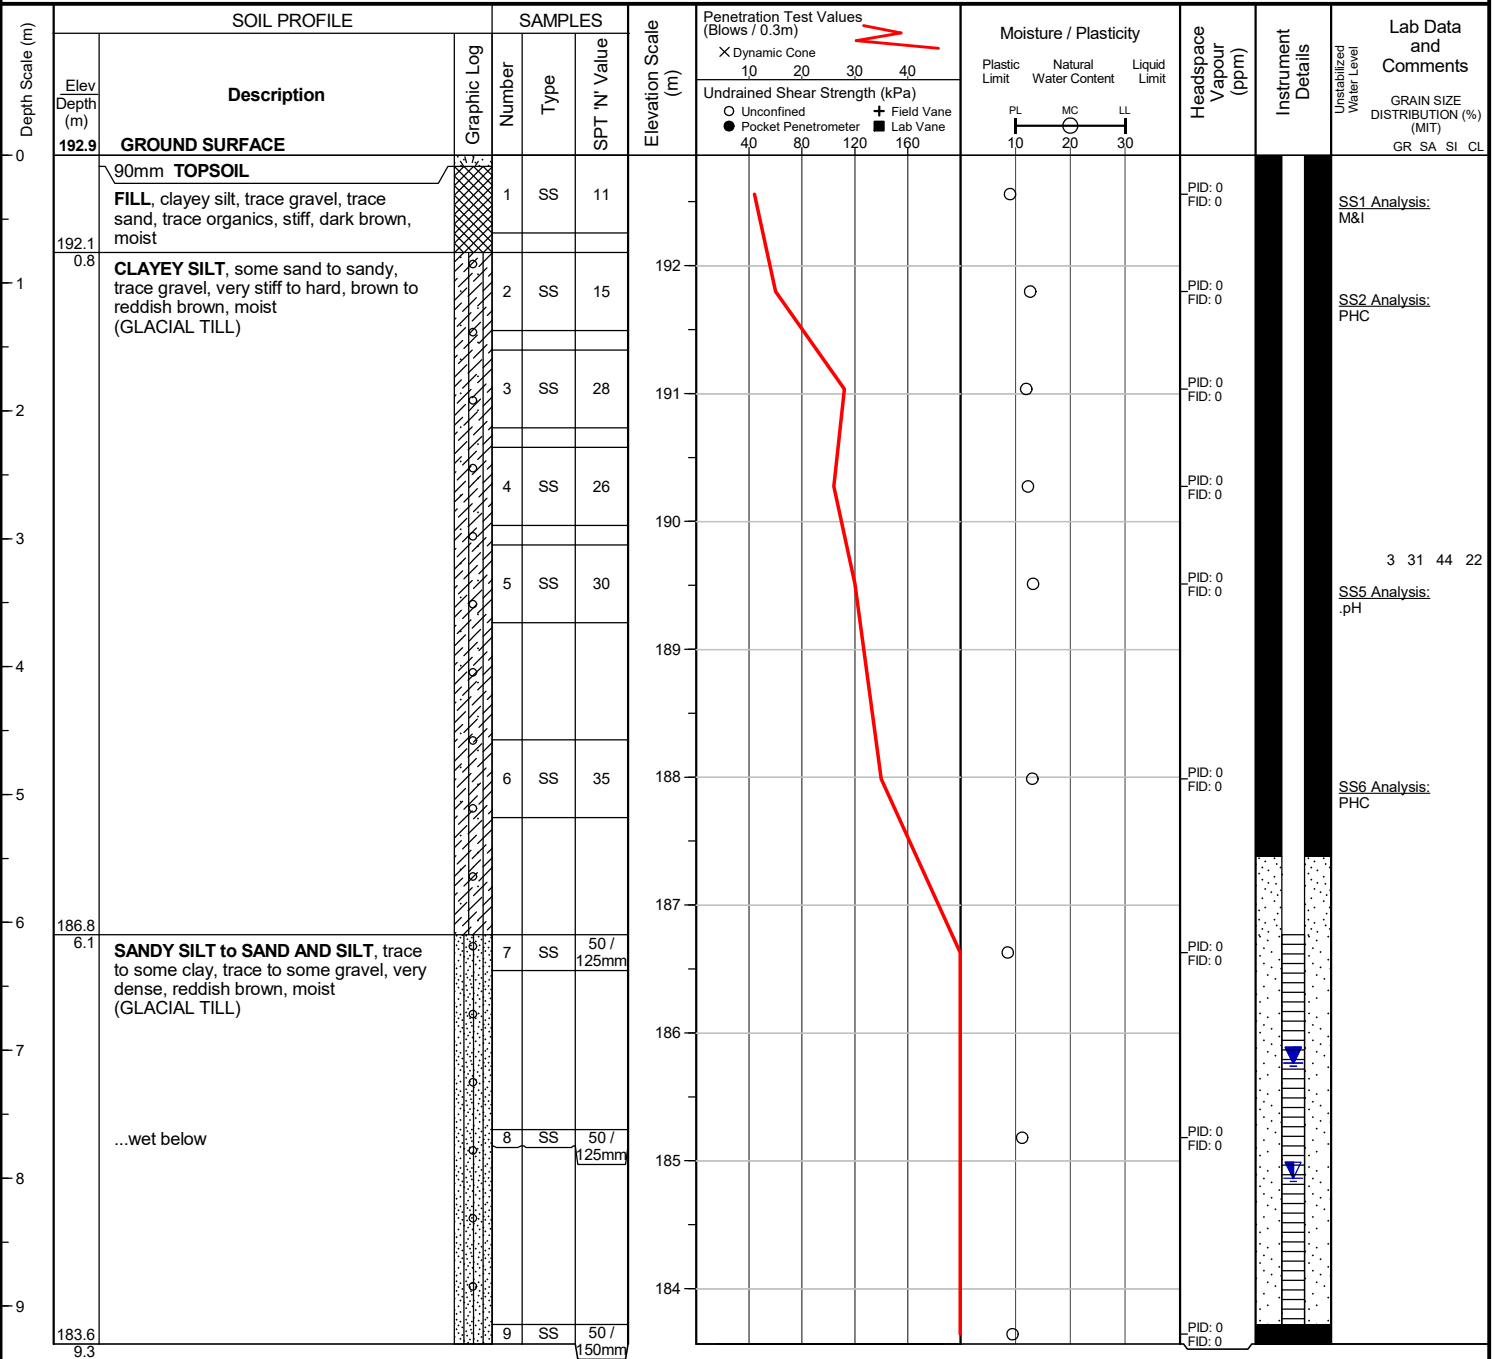 SOIL PROFILE
SAMPLES
Depth Scale (m)
Elev
Depth
(m)
Description
Graphic Log
Number
Type
SPT 'N' Value
Elevation Scale
(m)
Penetration Test Values
(Blows / 0.3m)
Dynamic Cone
10 20 30 40
Undrained Shear Strength (kPa)
Unconfined
Field Vane
Pocket Penetrometer
Lab Vane
40 80 120 160
Moisture / Plasticity
Plastic
Limit
Natural
Water Content
Liquid
Limit
PL MC LL
10 20 30
Headspace
Vapour
(ppm)
Instrument
Details
Unstabilized
Water Level
Lab Data
and
Comments
GRAIN SIZE
DISTRIBUTION (%)
(MIT)
GR SA SI CL
192.9 GROUND SURFACE
0
90mm TOPSOIL
FILL, clayey silt, trace gravel, trace
sand, trace organics, stiff, dark brown,
moist
1 SS 11
PID: 0
FID: 0
SS1 Analysis:
M&I
192.1
0.8
CLAYEY SILT, some sand to sandy,
trace gravel, very stiff to hard, brown to
reddish brown, moist
(GLACIAL TILL)
192
1
2 SS 15
PID: 0
FID: 0
SS2 Analysis:
PHC
3 SS 28
191
PID: 0
FID: 0
2
4 SS 26
PID: 0
FID: 0
190
3
3 31 44 22
5 SS 30
PID: 0
FID: 0
SS5 Analysis:
.pH
189
4
6 SS 35
188
PID: 0
FID: 0
SS6 Analysis:
PHC
5
187
6
186.8
6.1
SANDY SILT to SAND AND SILT, trace
to some clay, trace to some gravel, very
dense, reddish brown, moist
(GLACIAL TILL)
7 SS 50 /
125mm
PID: 0
FID: 0
186
7
...wet below
8 SS 50 /
125mm
PID: 0
FID: 0
185
8
184
9
183.6
9.3
9 SS 50 /
150mm
PID: 0
FID: 0